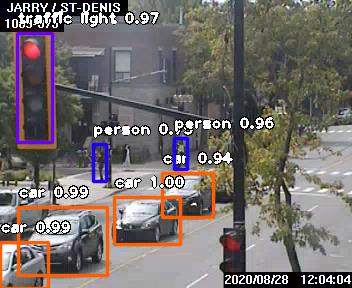 JARRY / ST-DENIS
traffic light 0.97
person 0.96
car 0.94
car 1.00
car 0.99
car 0.99
2020/08/28 12:04:04